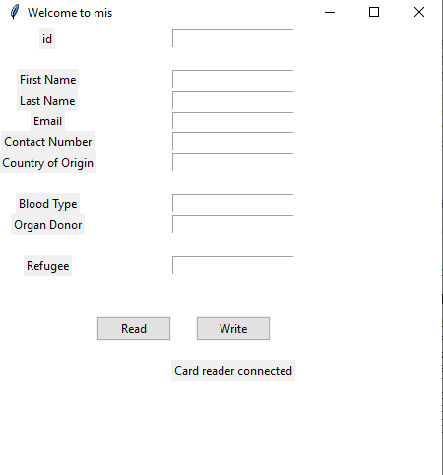 Welcome to mis
id
First Name
Last Name
Email
Contact Number
Country of Origin
Blood Type
Organ Donor
Refugee
Read Write
Card reader connected